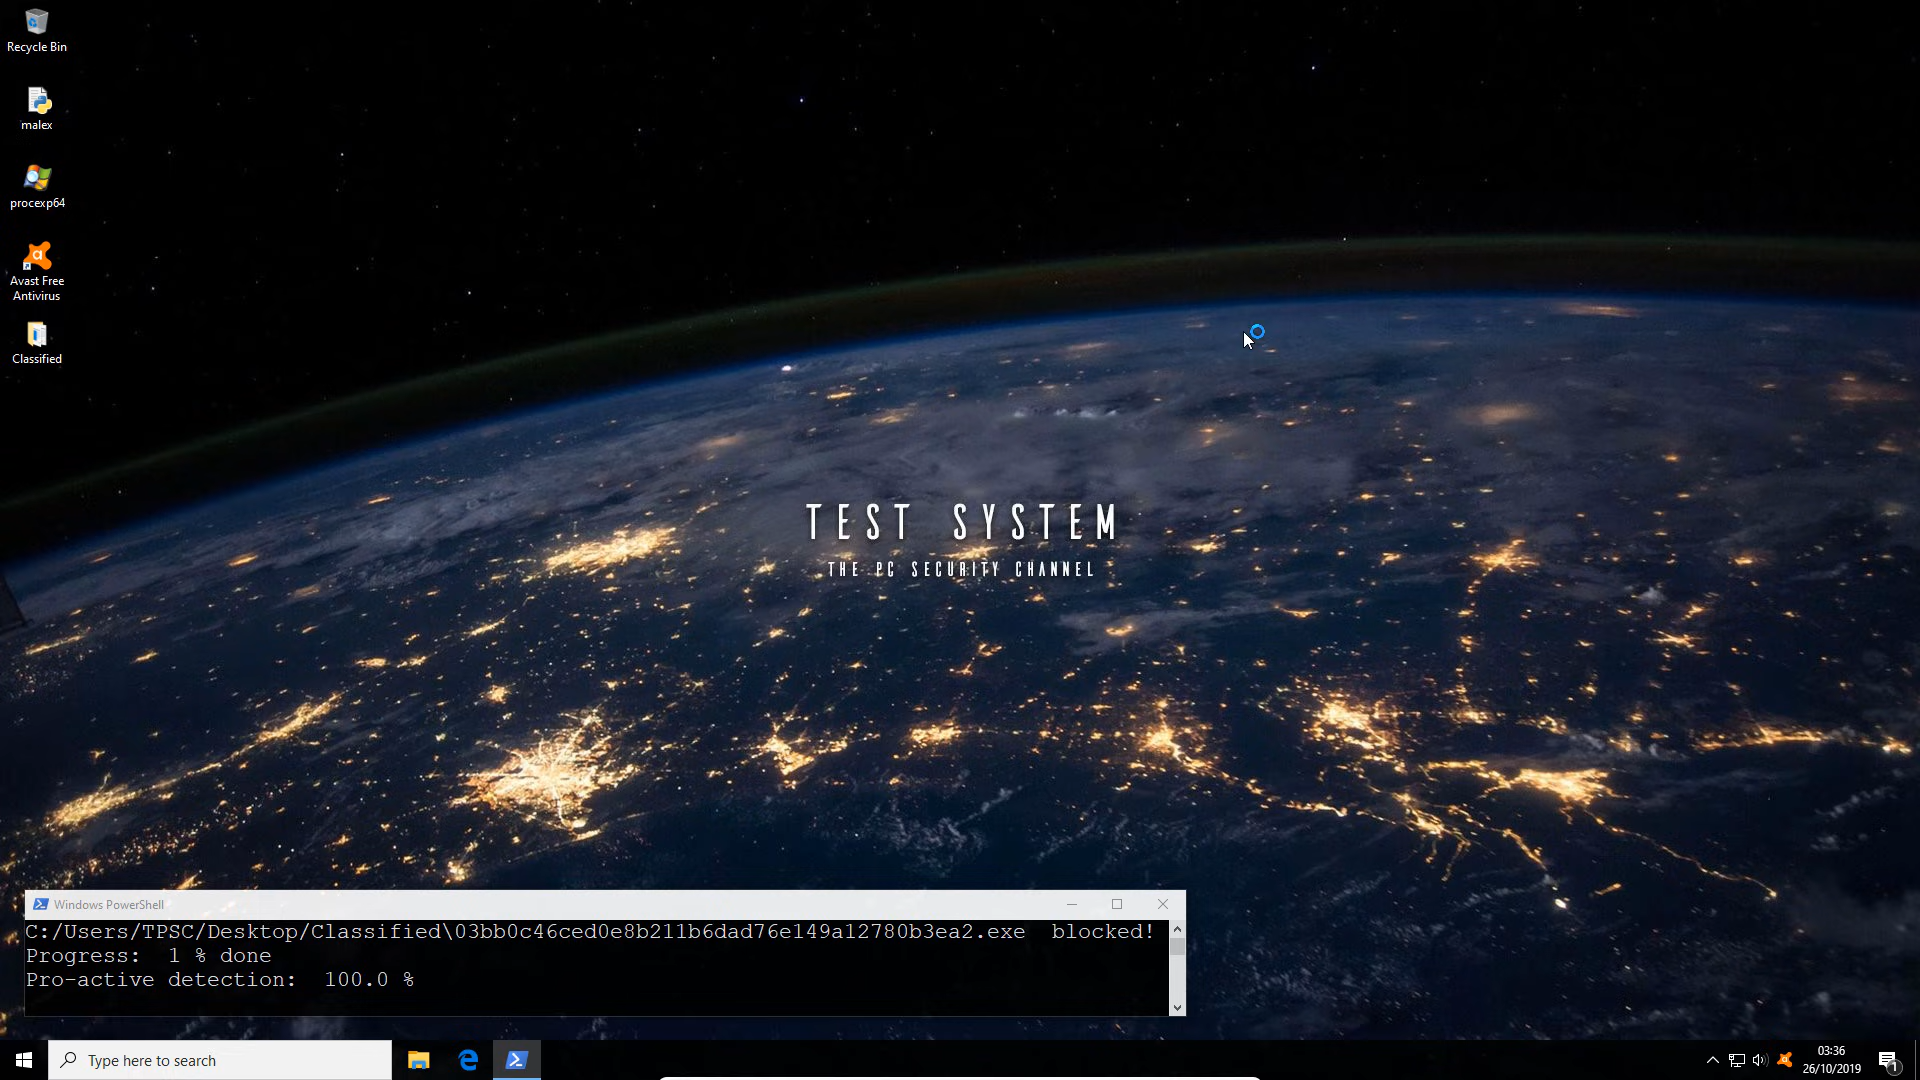 Recycle Bin
malex
procexp64
Avast Free
Antivirus
Classified
TEST SYSTEM
THE PC SECURITY CHANNEL
Windows PowerShell
C:/Users/TPSC/Desktop/Classified\03bb0c46ced0e8b211b6dad76e149a12780b3ea2.exe  blocked!
Progress:  1 % done
Pro-active detection:  100.0 %
Type here to search
03:36
26/10/2019
1